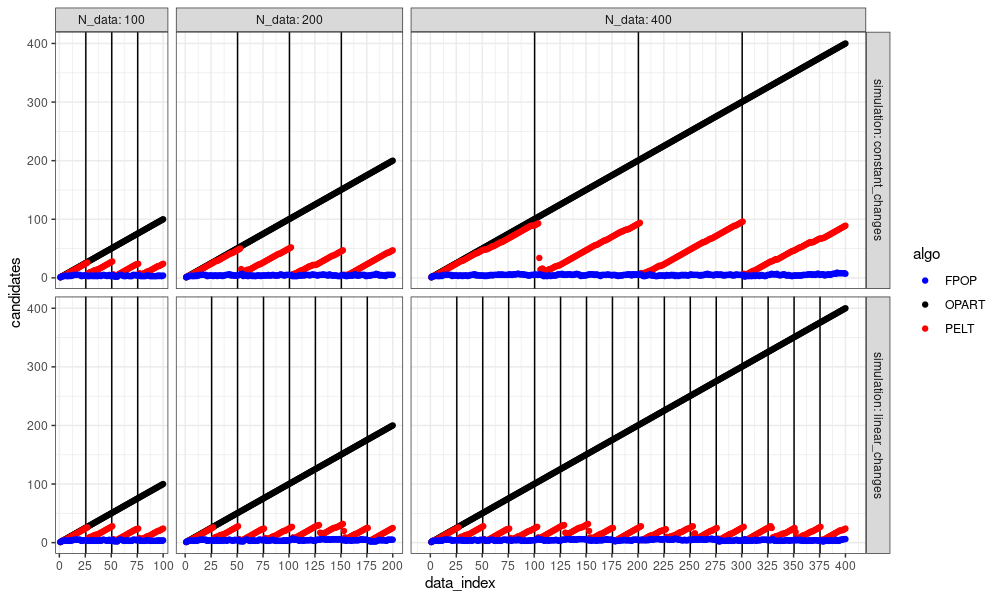 N_data: 100
N_data: 200
N_data: 400
400
300
200
100
0
simulation: constant_changes
400
300
200
100
0
simulation: linear_changes
candidates
0 25 50 75 100
0 25 50 75 100 125 150 175 200
0 25 50 75 100 125 150 175 200 225 250 275 300 325 350 375 400
data_index
algo
FPOP
OPART
PELT